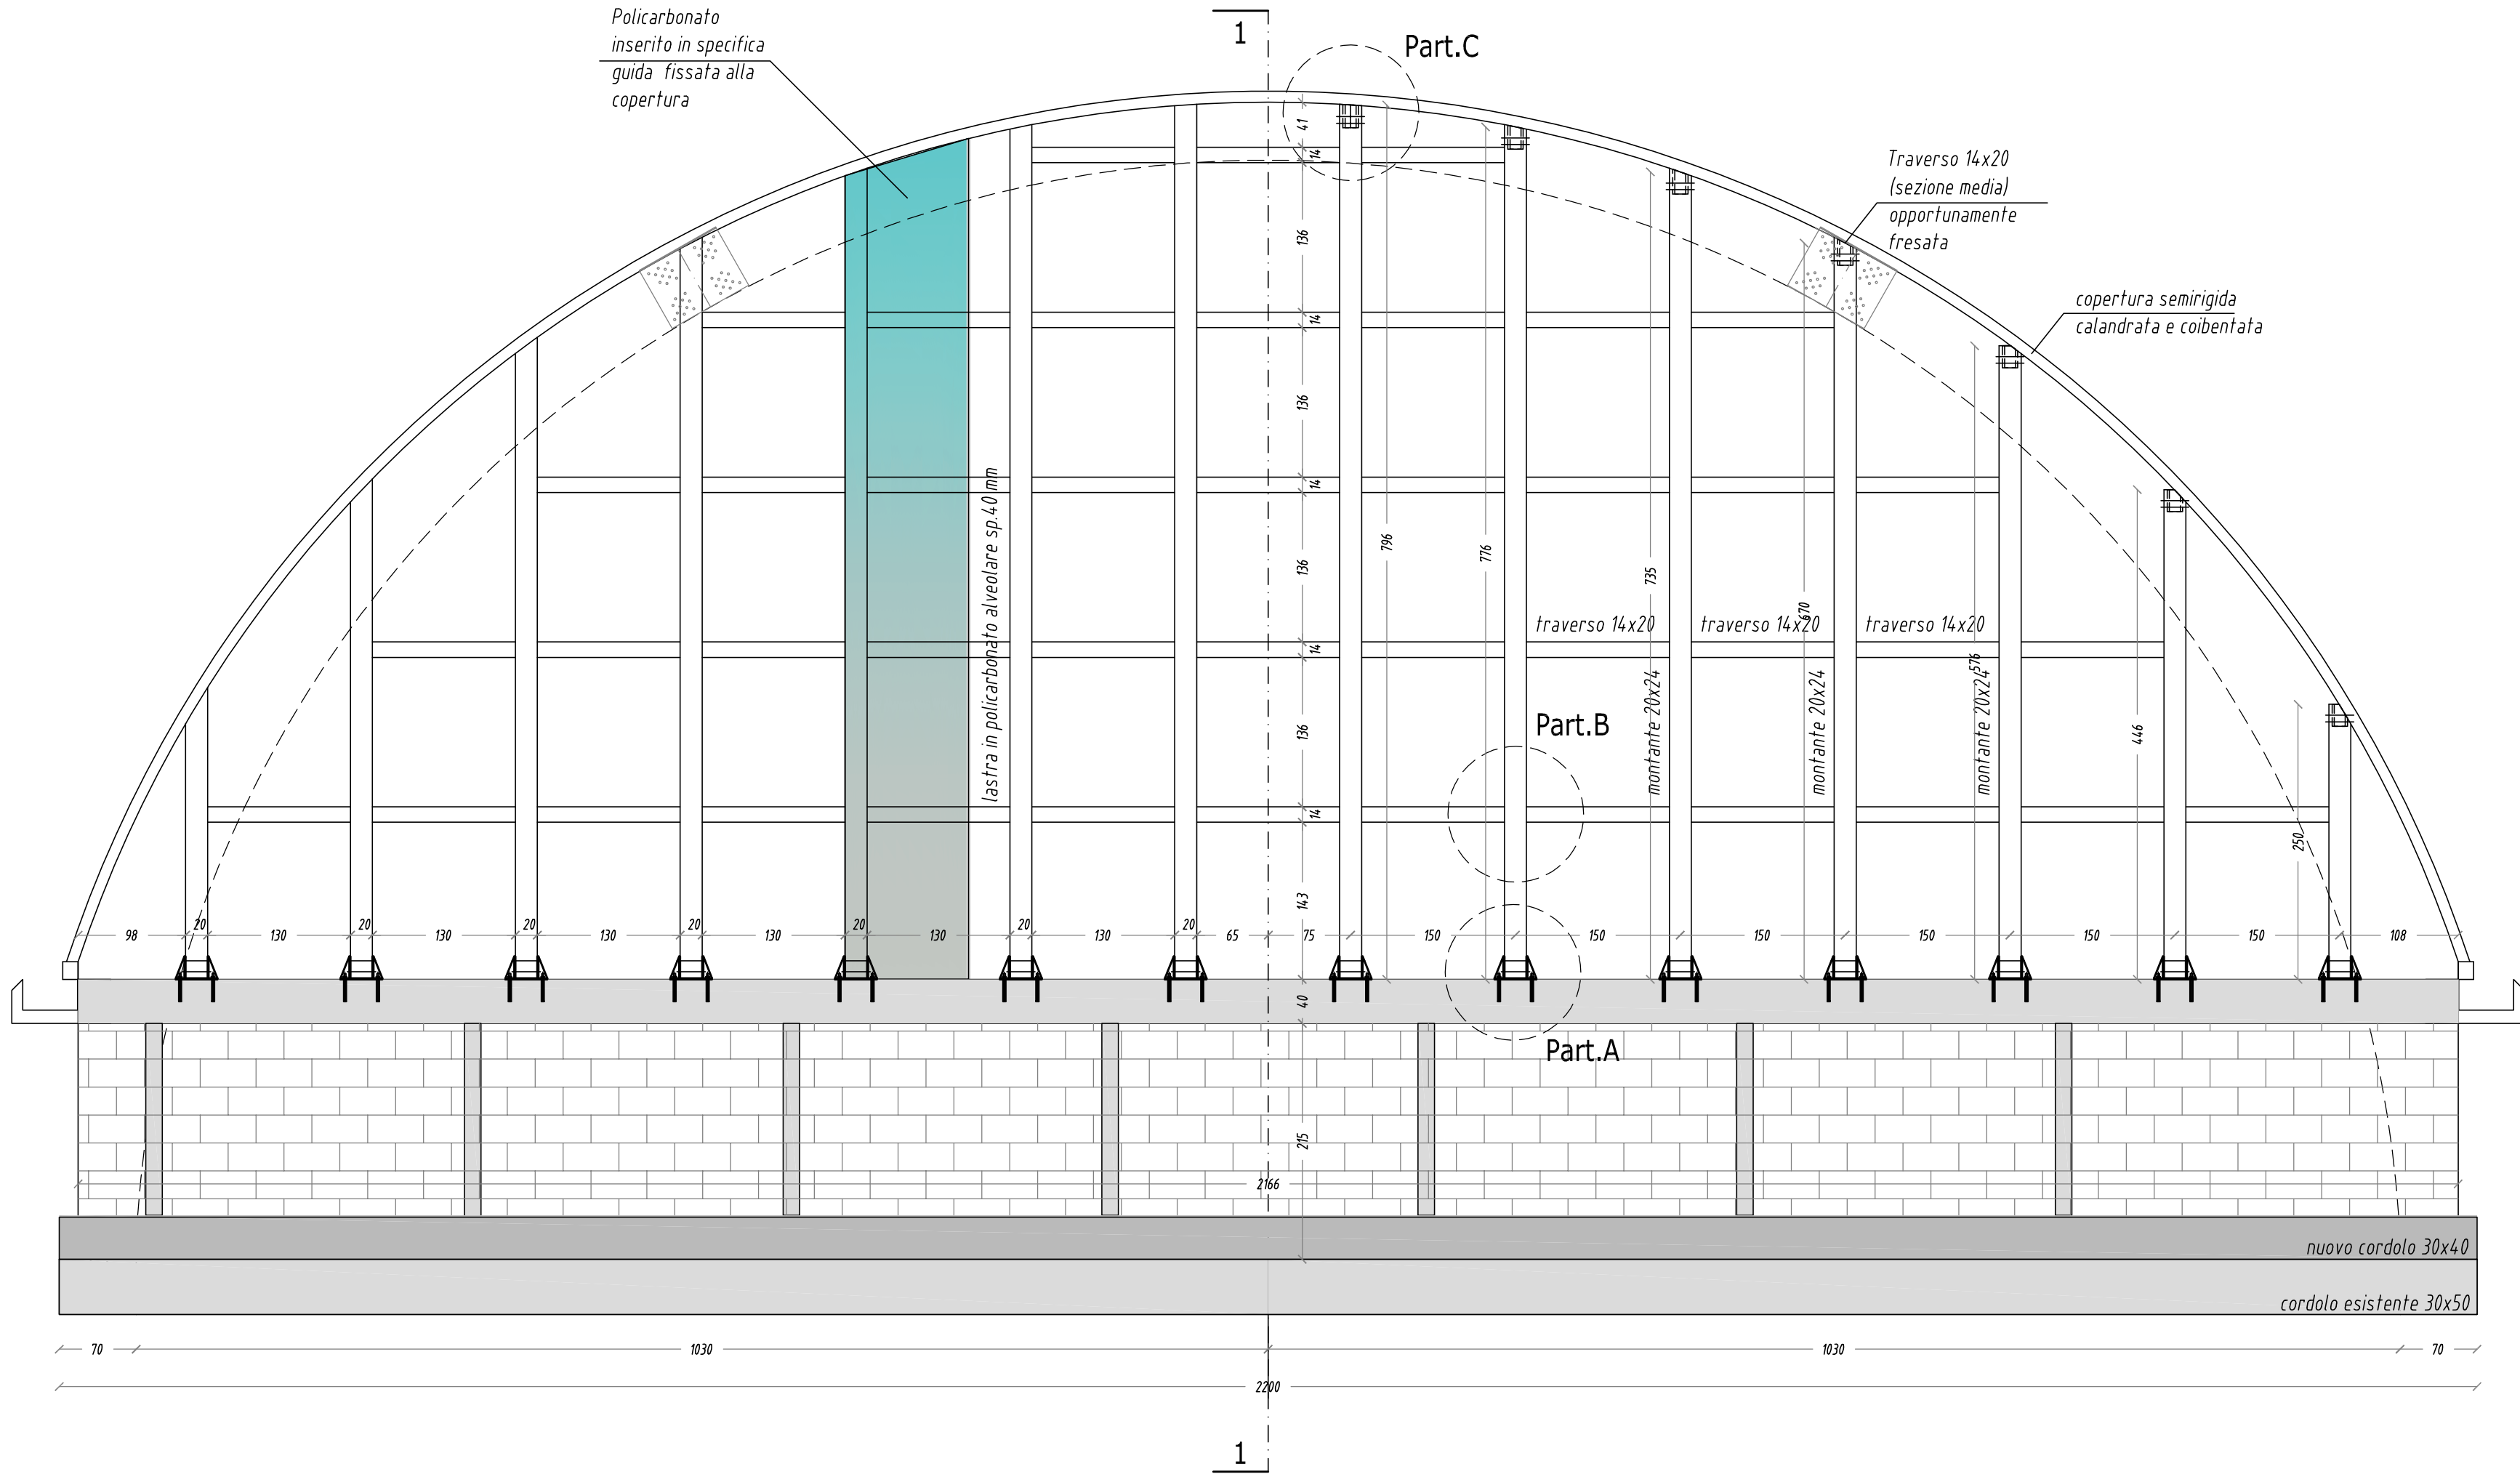 Policarbonato
inserito in specifica
guida fissata alla
copertura
1
Part.C
Traverso 14x20
(sezione media)
opportunamente
fresata
copertura semirigida
calandrata e coibentata
41
14
136
14
136
14
136
14
136
14
143
40
215
796
776
735
670
576
446
250
lastra in policarbonato alveolare sp.40 mm
traverso 14x20
traverso 14x20
traverso 14x20
montante 20x24
montante 20x24
montante 20x24
Part.B
98
20
130
20
130
20
130
20
130
20
130
20
130
20
65
75
150
150
150
150
150
150
108
Part.A
2166
nuovo cordolo 30x40
cordolo esistente 30x50
70
1030
1030
70
2200
1